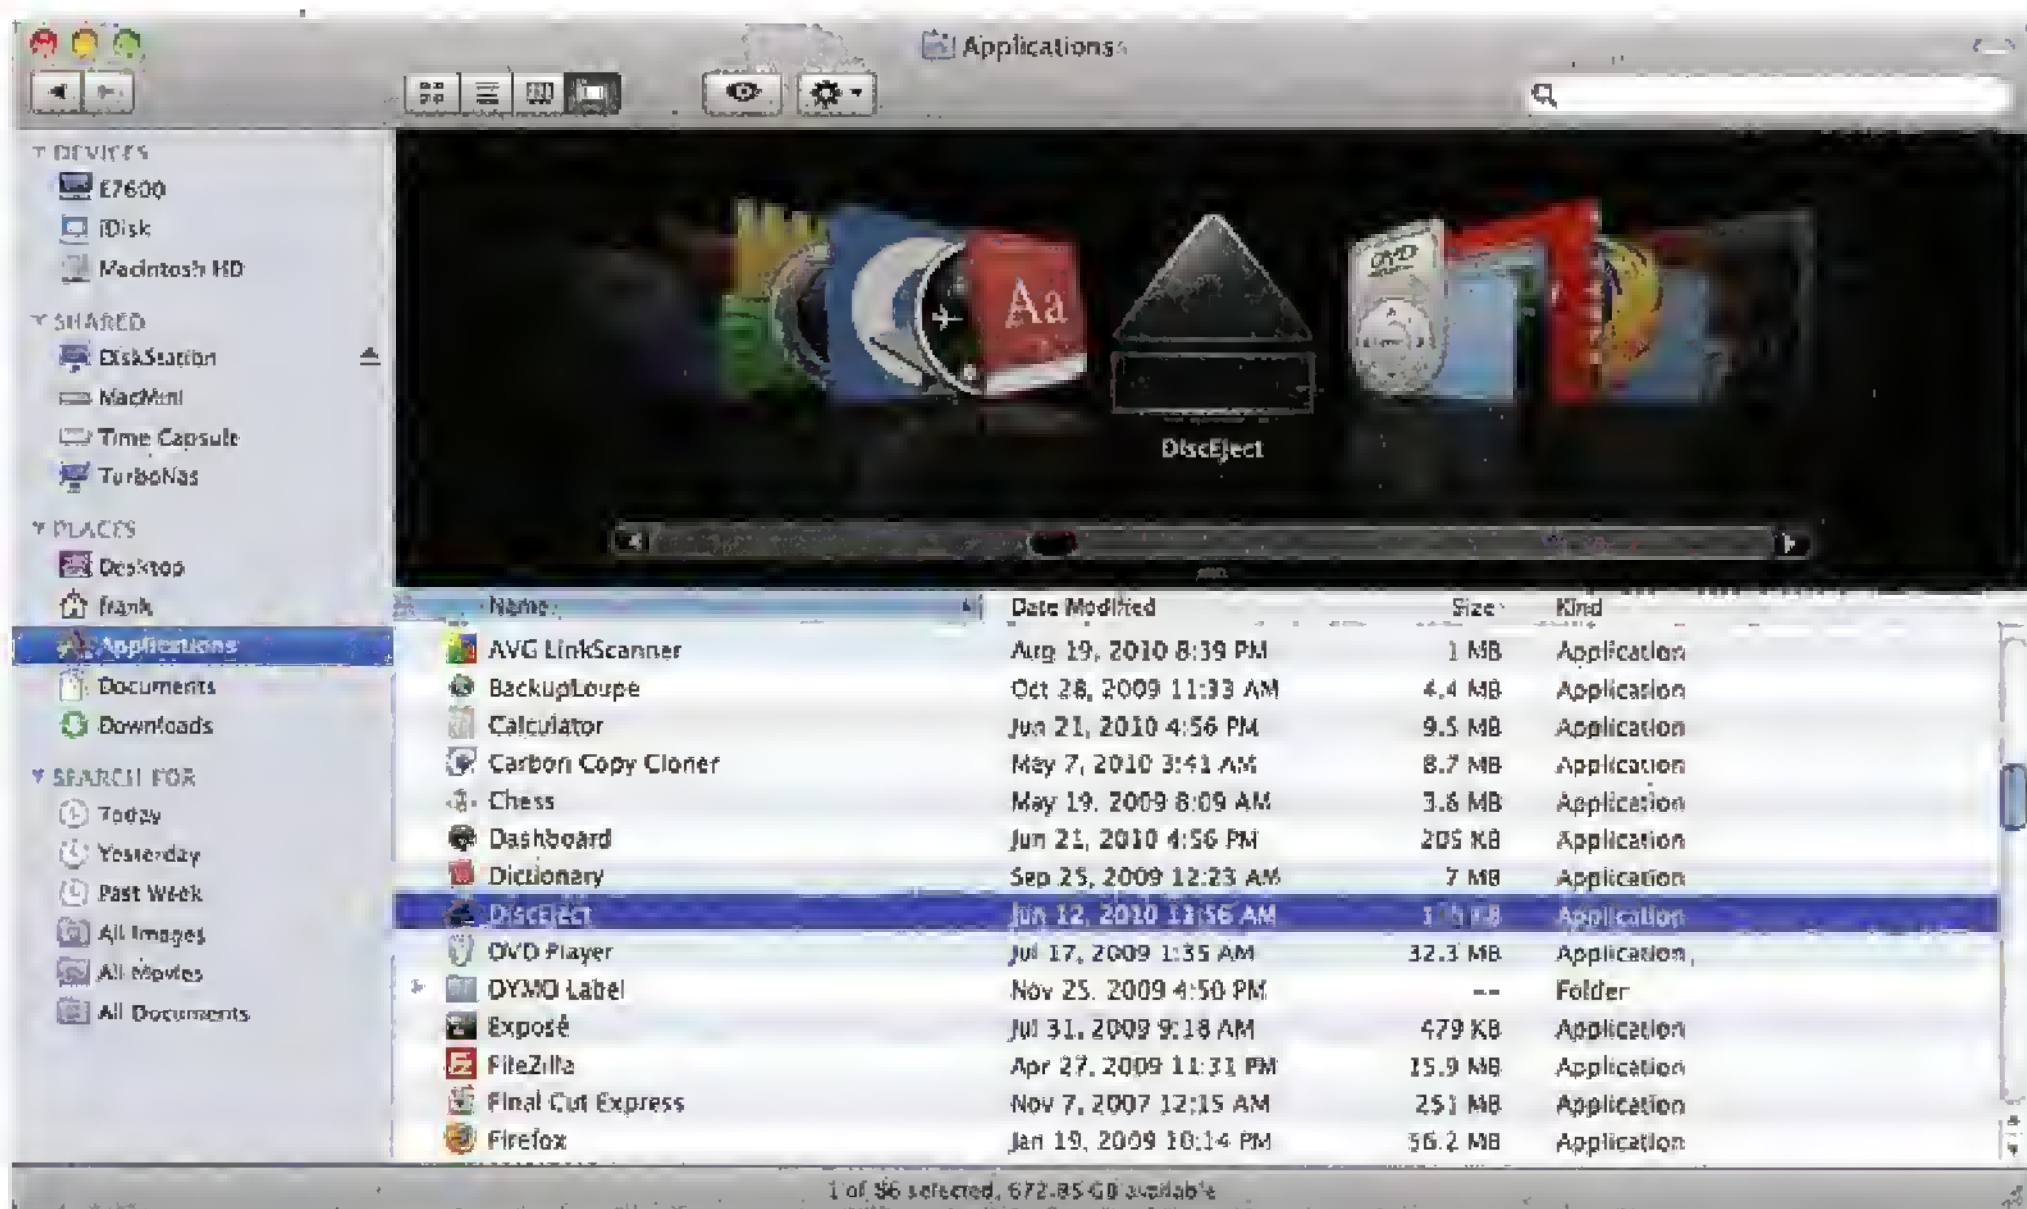 Applications
DEVICES
E7600
iDisk
Macintosh HD
SHARED
DiskStation
MacMini
Time Capsule
TurboNas
PLACES
Desktop
frank
Applications
Documents
Downloads
SEARCH FOR
Today
Yesterday
Past Week
All Images
All Movies
All Documents
Aa
DVD
DiscEject
Name Date Modified Size Kind
AVG LinkScanner Aug 19, 2010 8:39 PM 1 MB Application
BackupLoupe Oct 28, 2009 11:33 AM 4.4 MB Application
Calculator Jun 21, 2010 4:56 PM 9.5 MB Application
Carbon Copy Cloner May 7, 2010 3:41 AM 8.7 MB Application
Chess May 19, 2009 8:09 AM 3.6 MB Application
Dashboard Jun 21, 2010 4:56 PM 205 KB Application
Dictionary Sep 25, 2009 12:23 AM 7 MB Application
DiscEject Jun 12, 2010 11:56 AM KB Application
DVD Player Jul 17, 2009 1:35 AM 32.3 MB Application
DYMO Label Nov 25, 2009 4:50 PM -- Folder
Exposé Jul 31, 2009 9:18 AM 479 KB Application
FileZilla Apr 27, 2009 11:31 PM 15.9 MB Application
Final Cut Express Nov 7, 2007 12:15 AM 251 MB Application
Firefox Jan 19, 2009 10:14 PM 56.2 MB Application
1 of 56 selected, 672.85 GB available